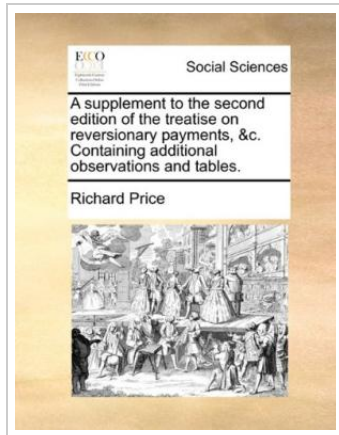 ECCO
Social Sciences
A supplement to the second
edition of the treatise on
reversionary payments, &c.
Containing additional
observations and tables.
Richard Price